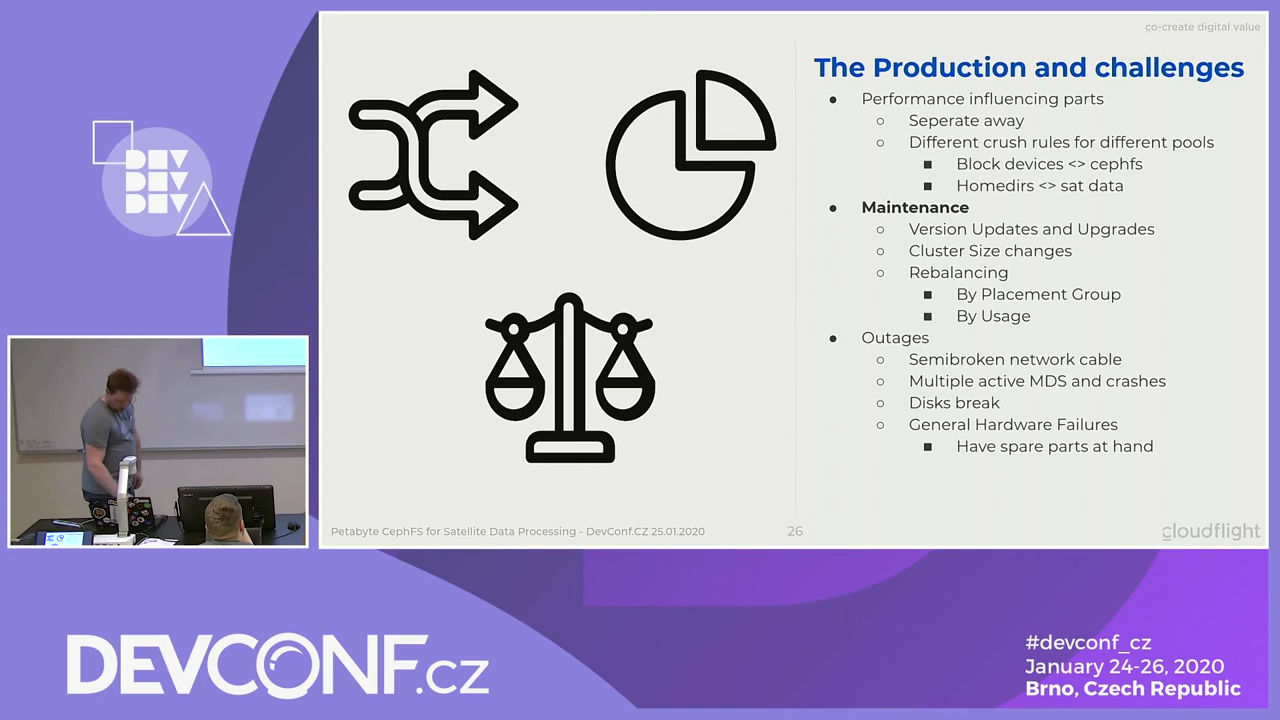 co-create digital value
The Production and challenges
● Performance influencing parts
○ Seperate away
○ Different crush rules for different pools
■ Block devices <> cephfs
■ Homedirs <> sat data
● Maintenance
○ Version Updates and Upgrades
○ Cluster Size changes
○ Rebalancing
■ By Placement Group
■ By Usage
● Outages
○ Semibroken network cable
○ Multiple active MDS and crashes
○ Disks break
○ General Hardware Failures
■ Have spare parts at hand
Petabyte CephFS for Satellite Data Processing - DevConf.CZ 25.01.2020
26
cloudflight
DEV
DEV
DEV
DEVCONF.cz
#devconf_cz
January 24-26, 2020
Brno, Czech Republic